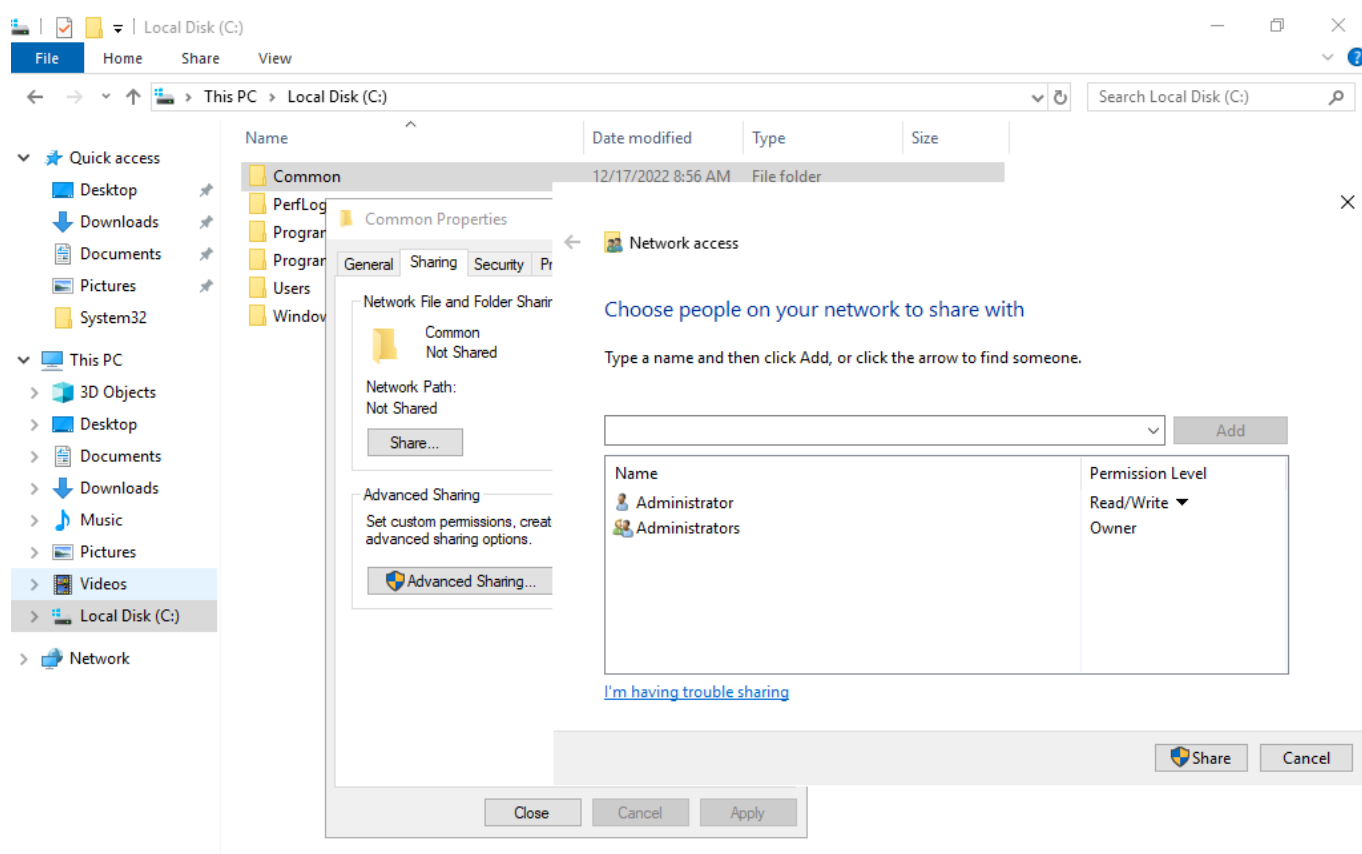 Local Disk (C:)
File Home Share View
This PC > Local Disk (C:)
Search Local Disk (C:)
Name Date modified Type Size
Quick access
Desktop
Downloads
Documents
Pictures
System32
This PC
3D Objects
Desktop
Documents
Downloads
Music
Pictures
Videos
Local Disk (C:)
Network
Common 12/17/2022 8:56 AM File folder
PerfLog
Progran
Progran
Users
Window
Common Properties
General Sharing Security Pr
Network File and Folder Sharin
Common
Not Shared
Network Path:
Not Shared
Share...
Advanced Sharing
Set custom permissions, creat
advanced sharing options.
Advanced Sharing...
Close Cancel Apply
Network access
Choose people on your network to share with
Type a name and then click Add, or click the arrow to find someone.
Add
Name Permission Level
Administrator Read/Write
Administrators Owner
I'm having trouble sharing
Share Cancel